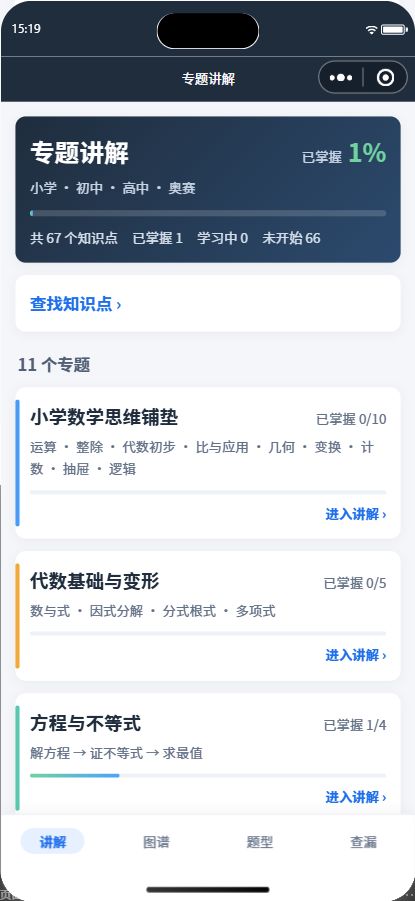 15:19
专题讲解
专题讲解
已掌握 1%
小学 · 初中 · 高中 · 奥赛
共 67 个知识点 已掌握 1 学习中 0 未开始 66
查找知识点 ›
11 个专题
小学数学思维铺垫
已掌握 0/10
运算 · 整除 · 代数初步 · 比与应用 · 几何 · 变换 · 计
数 · 抽屉 · 逻辑
进入讲解 ›
代数基础与变形
已掌握 0/5
数与式 · 因式分解 · 分式根式 · 多项式
进入讲解 ›
方程与不等式
已掌握 1/4
解方程 → 证不等式 → 求最值
进入讲解 ›
讲解 图谱 题型 查漏